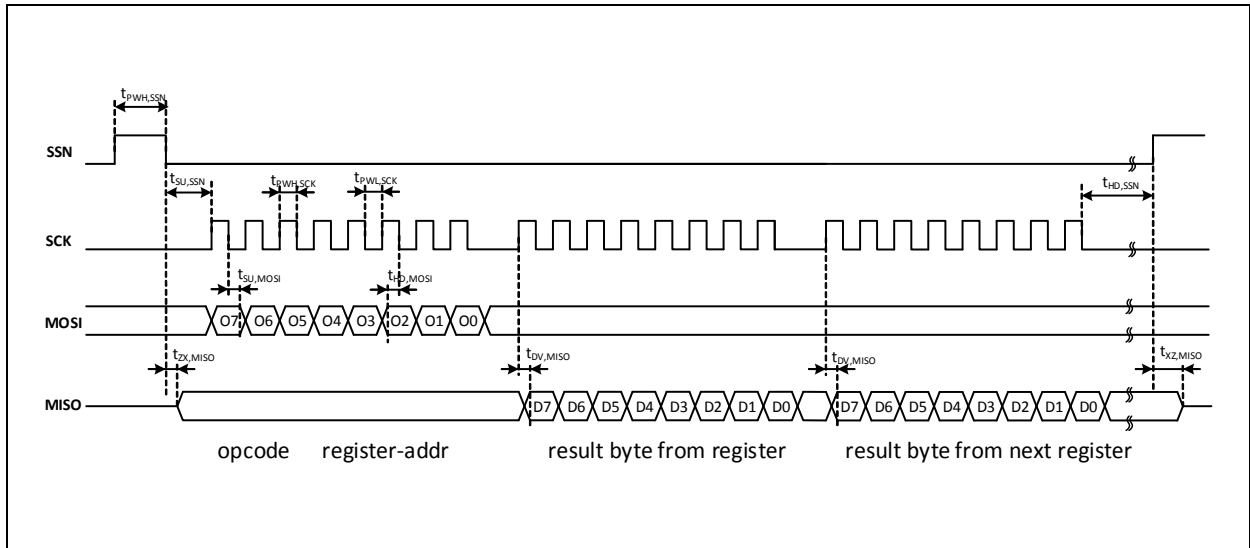 tPWH,SSN
SSN
tSU,SSN tPWH,SCK tPWL,SCK tHD,SSN
SCK
tSU,MOSI tHD,MOSI
MOSI O7 O6 O5 O4 O3 O2 O1 O0
tZX,MISO tDV,MISO tDV,MISO tXZ,MISO
MISO D7 D6 D5 D4 D3 D2 D1 D0 D7 D6 D5 D4 D3 D2 D1 D0
opcode register-addr result byte from register result byte from next register